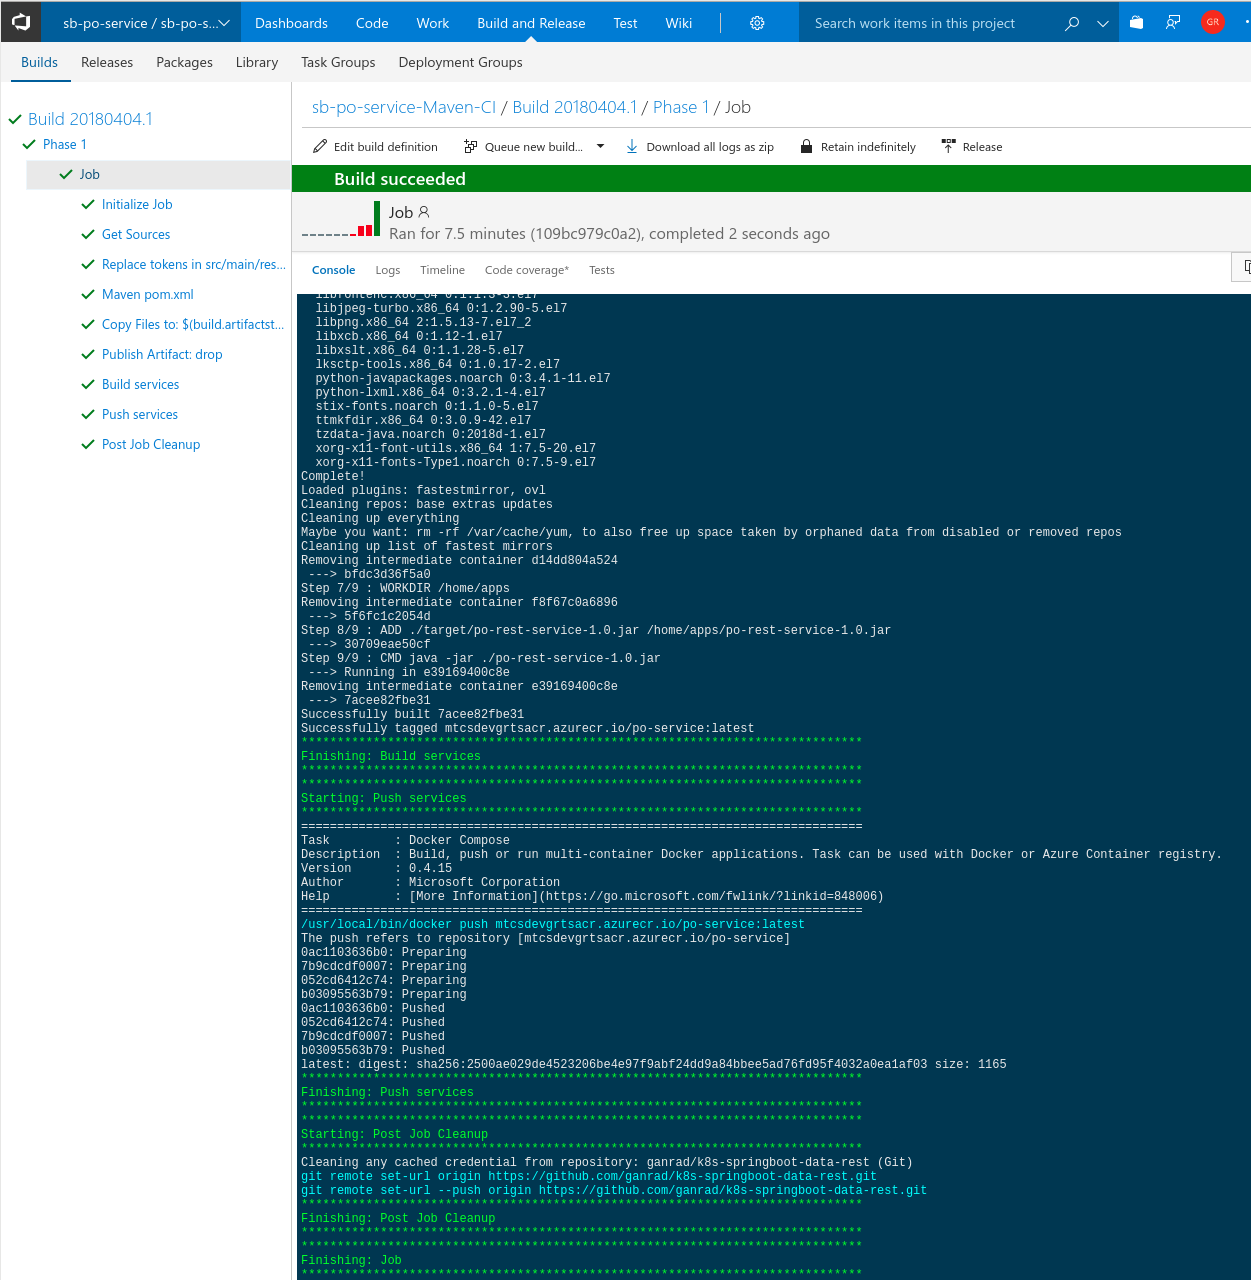 sb-po-service / sb-po-s... Dashboards Code Work Build and Release Test Wiki Search work items in this project GR
Builds Releases Packages Library Task Groups Deployment Groups
Build 20180404.1
Phase 1
Job
Initialize Job
Get Sources
Replace tokens in src/main/res...
Maven pom.xml
Copy Files to: $(build.artifactst...
Publish Artifact: drop
Build services
Push services
Post Job Cleanup
sb-po-service-Maven-CI / Build 20180404.1 / Phase 1 / Job
Edit build definition Queue new build... Download all logs as zip Retain indefinitely Release
Build succeeded
Job
Ran for 7.5 minutes (109bc979c0a2), completed 2 seconds ago
Console Logs Timeline Code coverage* Tests
libfontenc.x86_64 0:1.1.3-3.el7
libjpeg-turbo.x86_64 0:1.2.90-5.el7
libpng.x86_64 2:1.5.13-7.el7_2
libxcb.x86_64 0:1.12-1.el7
libxslt.x86_64 0:1.1.28-5.el7
lksctp-tools.x86_64 0:1.0.17-2.el7
python-javapackages.noarch 0:3.4.1-11.el7
python-lxml.x86_64 0:3.2.1-4.el7
stix-fonts.noarch 0:1.1.0-5.el7
ttmkfdir.x86_64 0:3.0.9-42.el7
tzdata-java.noarch 0:2018d-1.el7
xorg-x11-font-utils.x86_64 1:7.5-20.el7
xorg-x11-fonts-Type1.noarch 0:7.5-9.el7
Complete!
Loaded plugins: fastestmirror, ovl
Cleaning repos: base extras updates
Cleaning up everything
Maybe you want: rm -rf /var/cache/yum, to also free up space taken by orphaned data from disabled or removed repos
Cleaning up list of fastest mirrors
Removing intermediate container d14dd804a524
---> bfdc3d36f5a0
Step 7/9 : WORKDIR /home/apps
Removing intermediate container f8f67c0a6896
---> 5f6fc1c2054d
Step 8/9 : ADD ./target/po-rest-service-1.0.jar /home/apps/po-rest-service-1.0.jar
---> 30709eae50cf
Step 9/9 : CMD java -jar ./po-rest-service-1.0.jar
---> Running in e39169400c8e
Removing intermediate container e39169400c8e
---> 7acee82fbe31
Successfully built 7acee82fbe31
Successfully tagged mtcsdevgrtsacr.azurecr.io/po-service:latest
******************************************************************************
Finishing: Build services
******************************************************************************
******************************************************************************
Starting: Push services
******************************************************************************
==============================================================================
Task : Docker Compose
Description : Build, push or run multi-container Docker applications. Task can be used with Docker or Azure Container registry.
Version : 0.4.15
Author : Microsoft Corporation
Help : [More Information](https://go.microsoft.com/fwlink/?linkid=848006)
==============================================================================
/usr/local/bin/docker push mtcsdevgrtsacr.azurecr.io/po-service:latest
The push refers to repository [mtcsdevgrtsacr.azurecr.io/po-service]
0ac1103636b0: Preparing
7b9cdcdf0007: Preparing
052cd6412c74: Preparing
b03095563b79: Preparing
0ac1103636b0: Pushed
052cd6412c74: Pushed
7b9cdcdf0007: Pushed
b03095563b79: Pushed
latest: digest: sha256:2500ae029de4523206be4e97f9abf24dd9a84bbee5ad76fd95f4032a0ea1af03 size: 1165
******************************************************************************
Finishing: Push services
******************************************************************************
******************************************************************************
Starting: Post Job Cleanup
******************************************************************************
Cleaning any cached credential from repository: ganrad/k8s-springboot-data-rest (Git)
git remote set-url origin https://github.com/ganrad/k8s-springboot-data-rest.git
git remote set-url --push origin https://github.com/ganrad/k8s-springboot-data-rest.git
******************************************************************************
Finishing: Post Job Cleanup
******************************************************************************
******************************************************************************
Finishing: Job
******************************************************************************